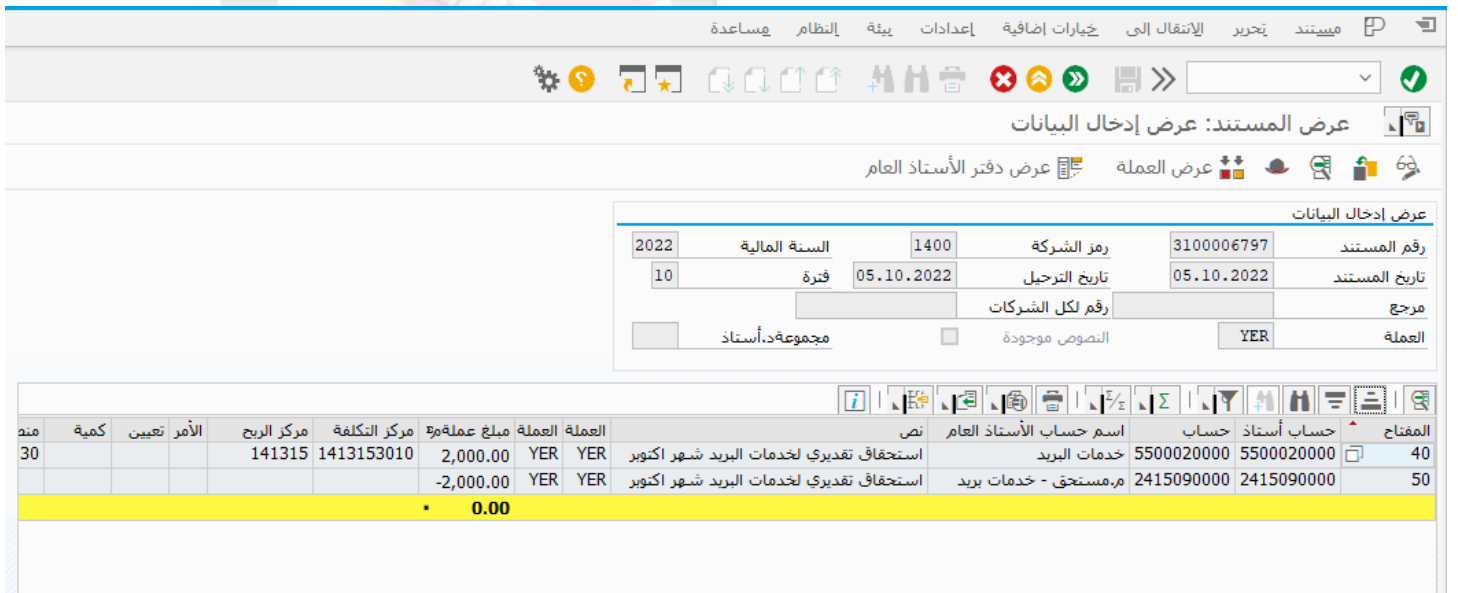 مستند تحرير الانتقال إلى خيارات إضافية إعدادات بيئة النظام مساعدة
عرض المستند: عرض إدخال البيانات
عرض العملة عرض دفتر الأستاذ العام
عرض إدخال البيانات
رقم المستند 3100006797 رمز الشركة 1400 السنة المالية 2022
تاريخ المستند 05.10.2022 تاريخ الترحيل 05.10.2022 فترة 10
مرجع رقم لكل الشركات
العملة YER النصوص موجودة مجموعةد.أستاذ
المفتاح حساب أستاذ حساب اسم حساب الأستاذ العام نص العملة العملة مبلغ عملةم مركز التكلفة مركز الربح الأمر تعيين كمية منط
40 5500020000 5500020000 خدمات البريد استحقاق تقديري لخدمات البريد شهر اكتوبر YER YER 2,000.00 1413153010 141315 30
50 2415090000 2415090000 م.مستحق - خدمات بريد استحقاق تقديري لخدمات البريد شهر اكتوبر YER YER 2,000.00-
0.00